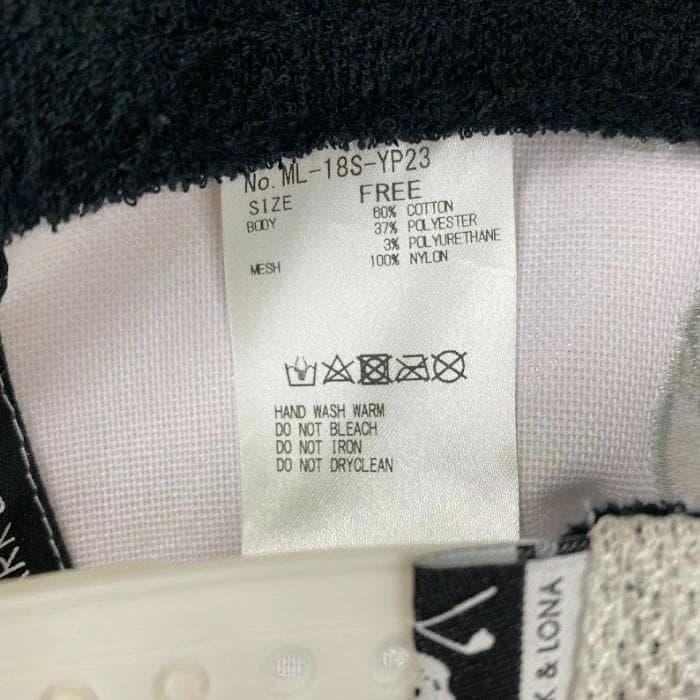 No. ML-18S-YP23
SIZE FREE
BODY 60% COTTON
37% POLYESTER
3% POLYURETHANE
MESH 100% NYLON
HAND WASH WARM
DO NOT BLEACH
DO NOT IRON
DO NOT DRYCLEAN
& LONA